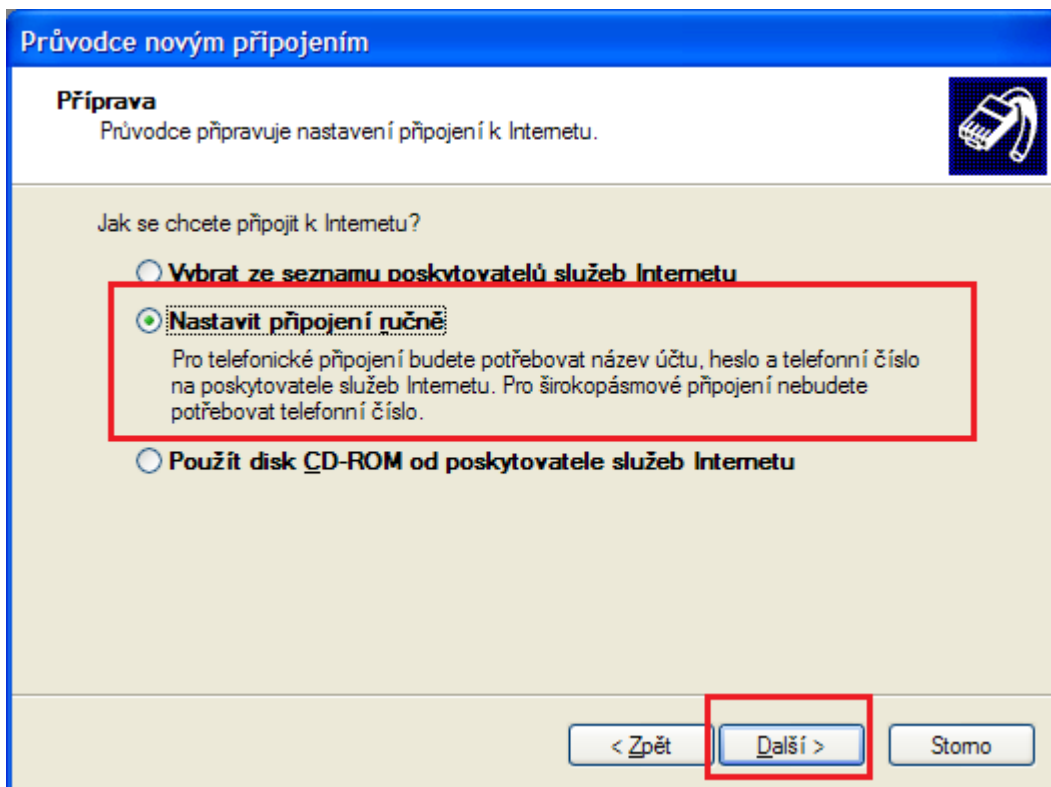 Průvodce novým připojením
Příprava
Průvodce připravuje nastavení připojení k Internetu.
Jak se chcete připojit k Internetu?
Vybrat ze seznamu poskytovatelů služeb Internetu
Nastavit připojení ručně
Pro telefonické připojení budete potřebovat název účtu, heslo a telefonní číslo
na poskytovatele služeb Internetu. Pro širokopásmové připojení nebudete
potřebovat telefonní číslo.
Použít disk CD-ROM od poskytovatele služeb Internetu
< Zpět
Další >
Storno